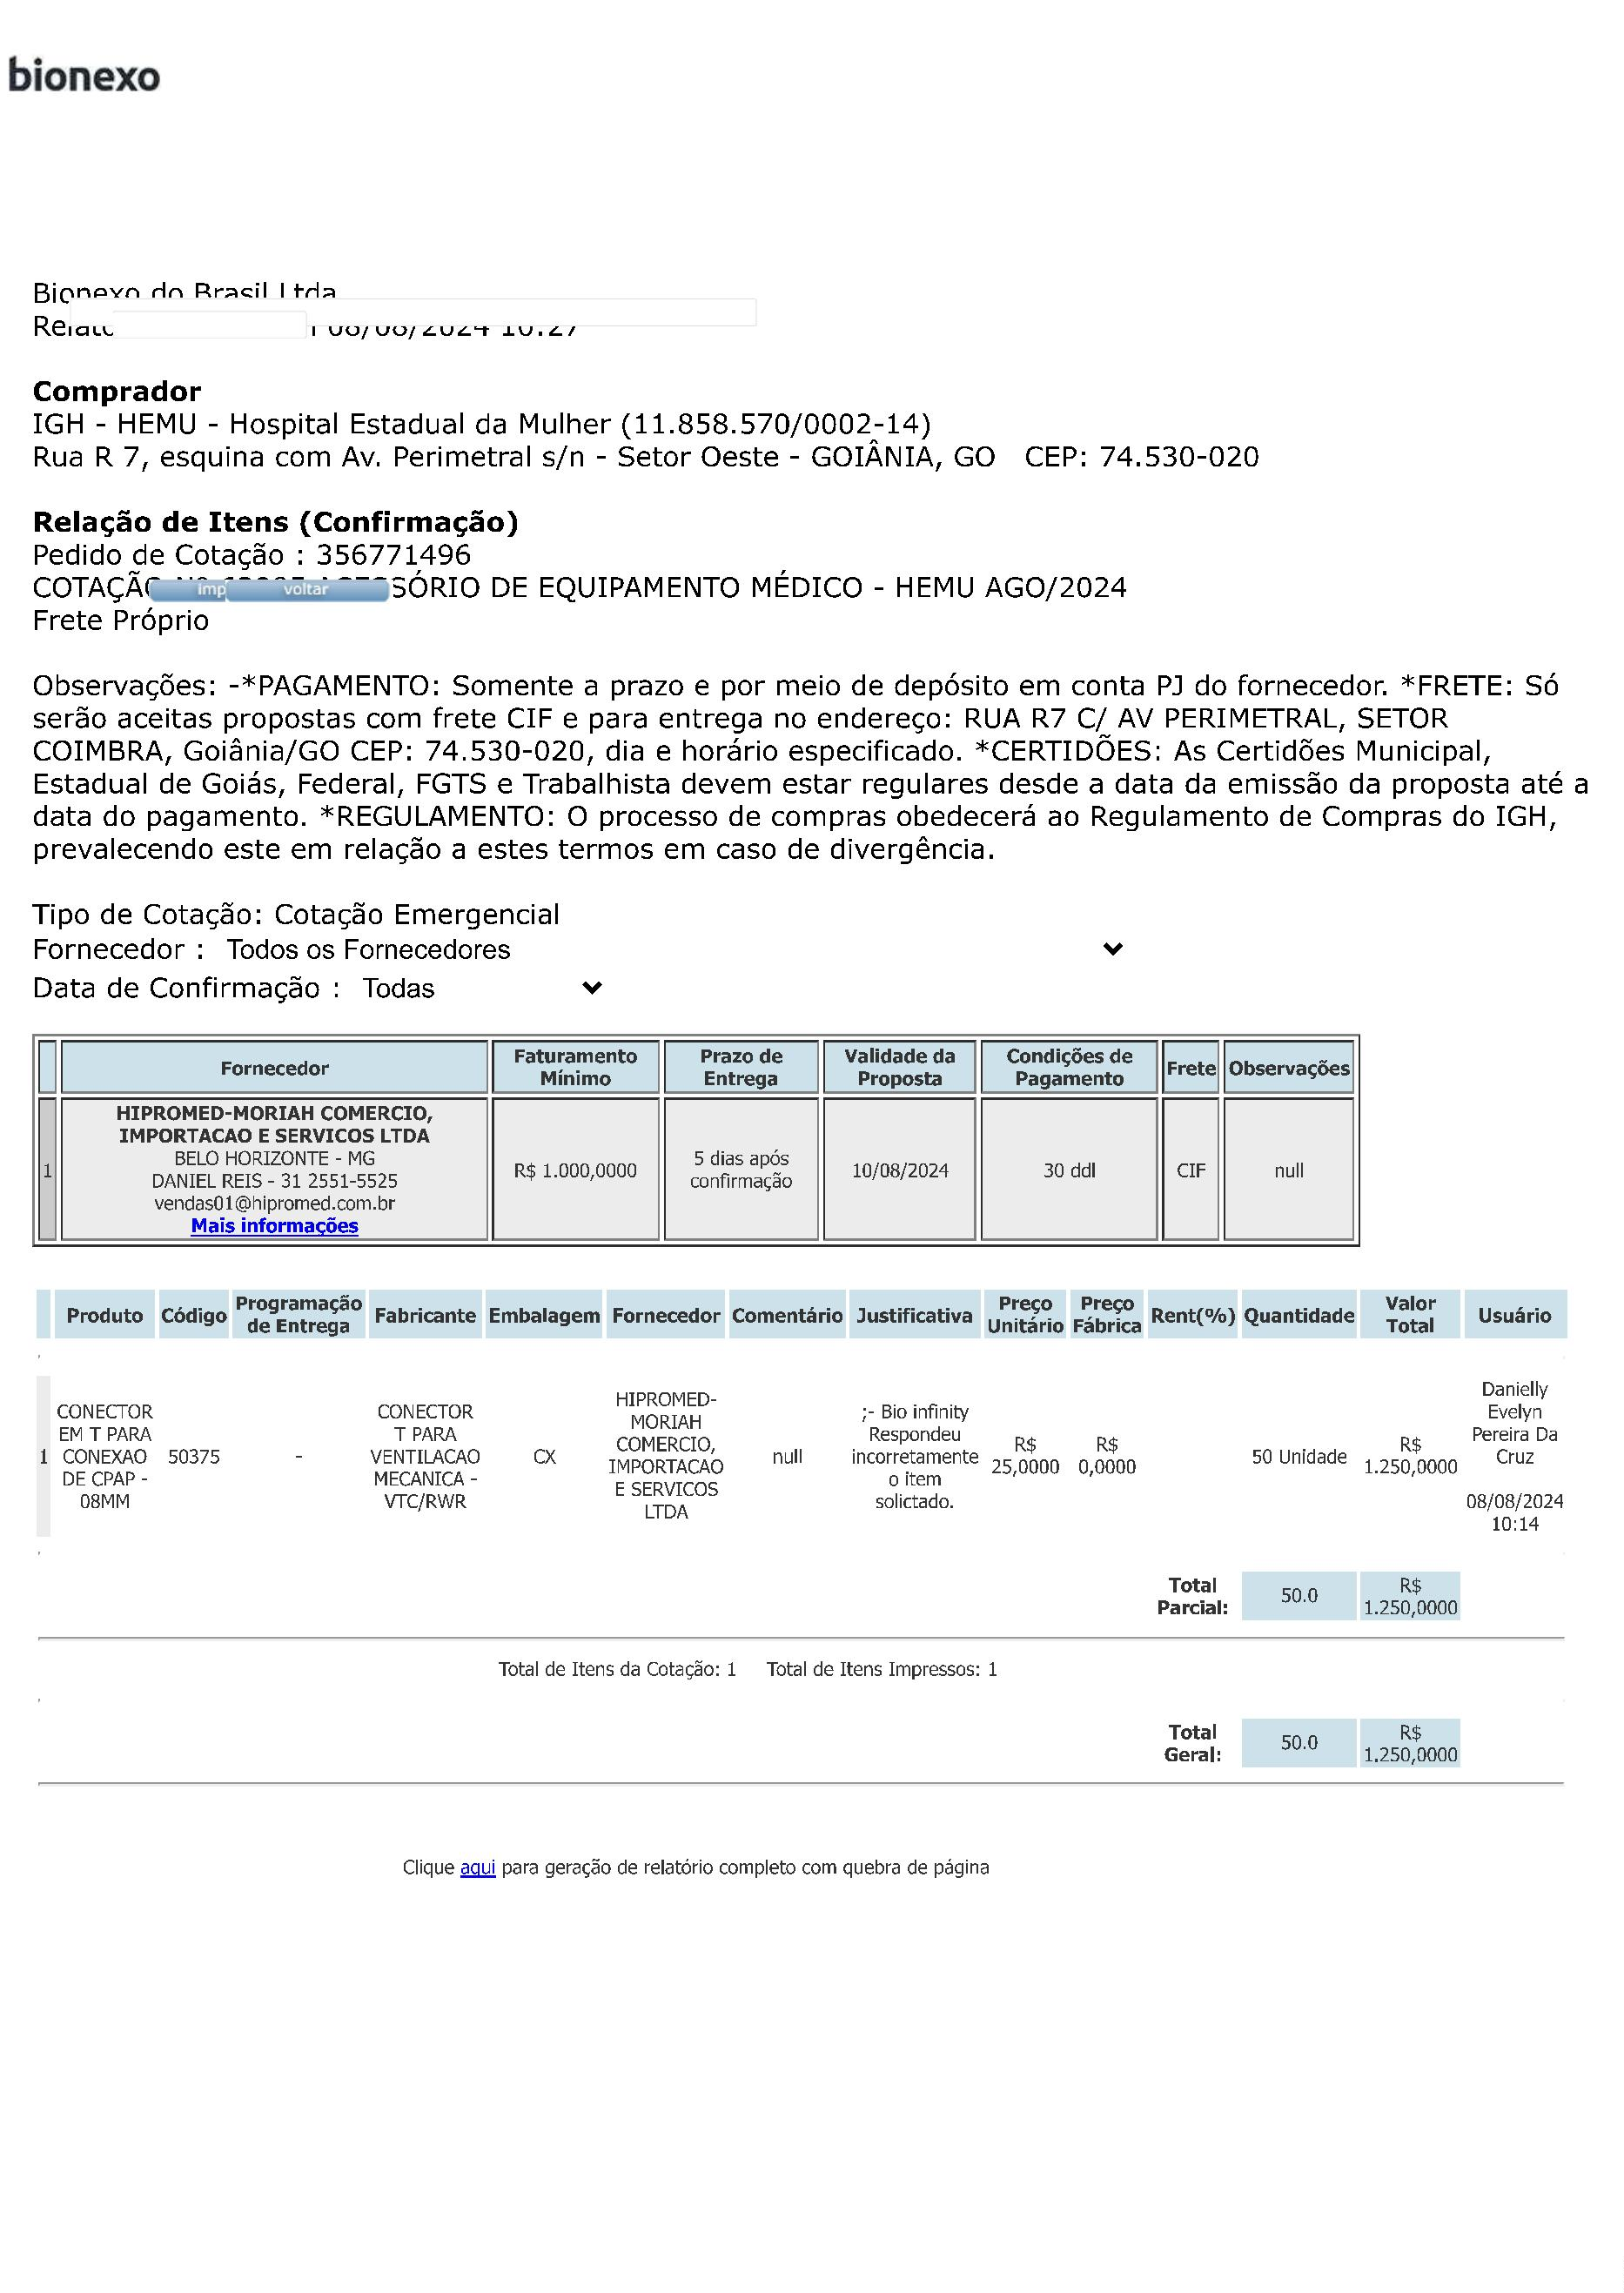 bionexo
Bionexo do Brasil Ltda
08/08/2024 10:27
Comprador
IGH - HEMU - Hospital Estadual da Mulher (11.858.570/0002-14)
Rua R 7, esquina com Av. Perimetral s/n - Setor Oeste - GOIÂNIA, GO CEP: 74.530-020
Relação de Itens (Confirmação)
Pedido de Cotação : 356771496
COTAÇÃO imp voltar SÓRIO DE EQUIPAMENTO MÉDICO - HEMU AGO/2024
Frete Próprio
Observações: -*PAGAMENTO: Somente a prazo e por meio de depósito em conta PJ do fornecedor. *FRETE: Só
serão aceitas propostas com frete CIF e para entrega no endereço: RUA R7 C/ AV PERIMETRAL, SETOR
COIMBRA, Goiânia/GO CEP: 74.530-020, dia e horário especificado. *CERTIDÕES: As Certidões Municipal,
Estadual de Goiás, Federal, FGTS e Trabalhista devem estar regulares desde a data da emissão da proposta até a
data do pagamento. *REGULAMENTO: O processo de compras obedecerá ao Regulamento de Compras do IGH,
prevalecendo este em relação a estes termos em caso de divergência.
Tipo de Cotação: Cotação Emergencial
Fornecedor : Todos os Fornecedores
Data de Confirmação : Todas
Fornecedor
Faturamento
Mínimo
Prazo de
Entrega
Validade da
Proposta
Condições de
Pagamento
Frete
Observações
1
HIPROMED-MORIAH COMERCIO,
IMPORTACAO E SERVICOS LTDA
BELO HORIZONTE - MG
DANIEL REIS - 31 2551-5525
vendas01@hipromed.com.br
Mais informações
R$ 1.000,0000
5 dias após
confirmação
10/08/2024
30 ddl
CIF
null
Produto
Código
Programação
de Entrega
Fabricante
Embalagem
Fornecedor
Comentário
Justificativa
Preço
Unitário
Preço
Fábrica
Rent(%)
Quantidade
Valor
Total
Usuário
1
CONECTOR
EM T PARA
CONEXAO
DE CPAP -
08MM
50375
-
CONECTOR
T PARA
VENTILACAO
MECANICA -
VTC/RWR
CX
HIPROMED-
MORIAH
COMERCIO,
IMPORTACAO
E SERVICOS
LTDA
null
;- Bio infinity
Respondeu
incorretamente
o item
solictado.
R$
25,0000
R$
0,0000
50 Unidade
R$
1.250,0000
Danielly
Evelyn
Pereira Da
Cruz
08/08/2024
10:14
Total
Parcial:
50.0
R$
1.250,0000
Total de Itens da Cotação: 1 Total de Itens Impressos: 1
Total
Geral:
50.0
R$
1.250,0000
Clique aqui para geração de relatório completo com quebra de página